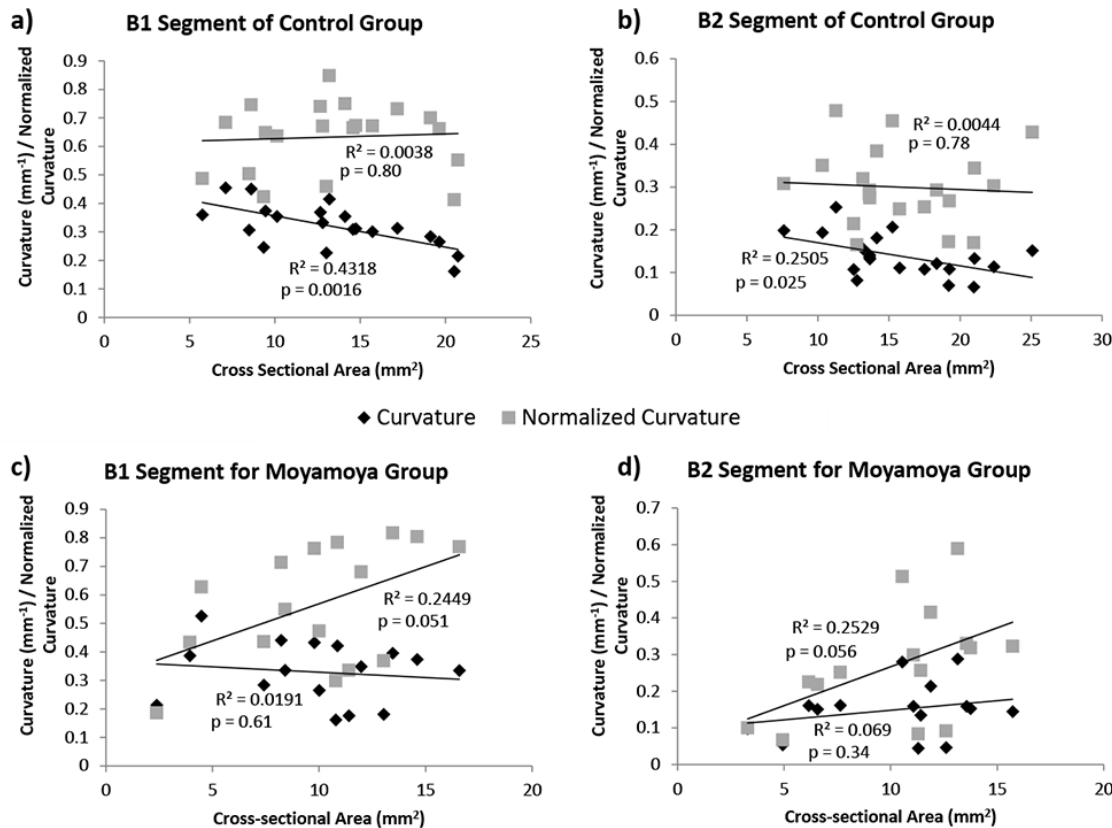 a)
B1 Segment of Control Group
Curvature (mm⁻¹) / Normalized
Curvature
0.9
0.8
0.7
0.6
0.5
0.4
0.3
0.2
0.1
0
R² = 0.0038
p = 0.80
R² = 0.4318
p = 0.0016
0
5
10
15
20
25
Cross Sectional Area (mm²)
b)
B2 Segment of Control Group
Curvature (mm⁻¹) / Normalized
Curvature
0.6
0.5
0.4
0.3
0.2
0.1
0
R² = 0.0044
p = 0.78
R² = 0.2505
p = 0.025
0
5
10
15
20
25
30
Cross Sectional Area (mm²)
Curvature
Normalized Curvature
c)
B1 Segment for Moyamoya Group
Curvature (mm⁻¹) / Normalized
Curvature
0.9
0.8
0.7
0.6
0.5
0.4
0.3
0.2
0.1
0
R² = 0.2449
p = 0.051
R² = 0.0191
p = 0.61
0
5
10
15
20
Cross-sectional Area (mm²)
d)
B2 Segment for Moyamoya Group
Curvature (mm⁻¹) / Normalized
Curvature
0.7
0.6
0.5
0.4
0.3
0.2
0.1
0
R² = 0.2529
p = 0.056
R² = 0.069
p = 0.34
0
5
10
15
20
Cross-sectional Area (mm²)